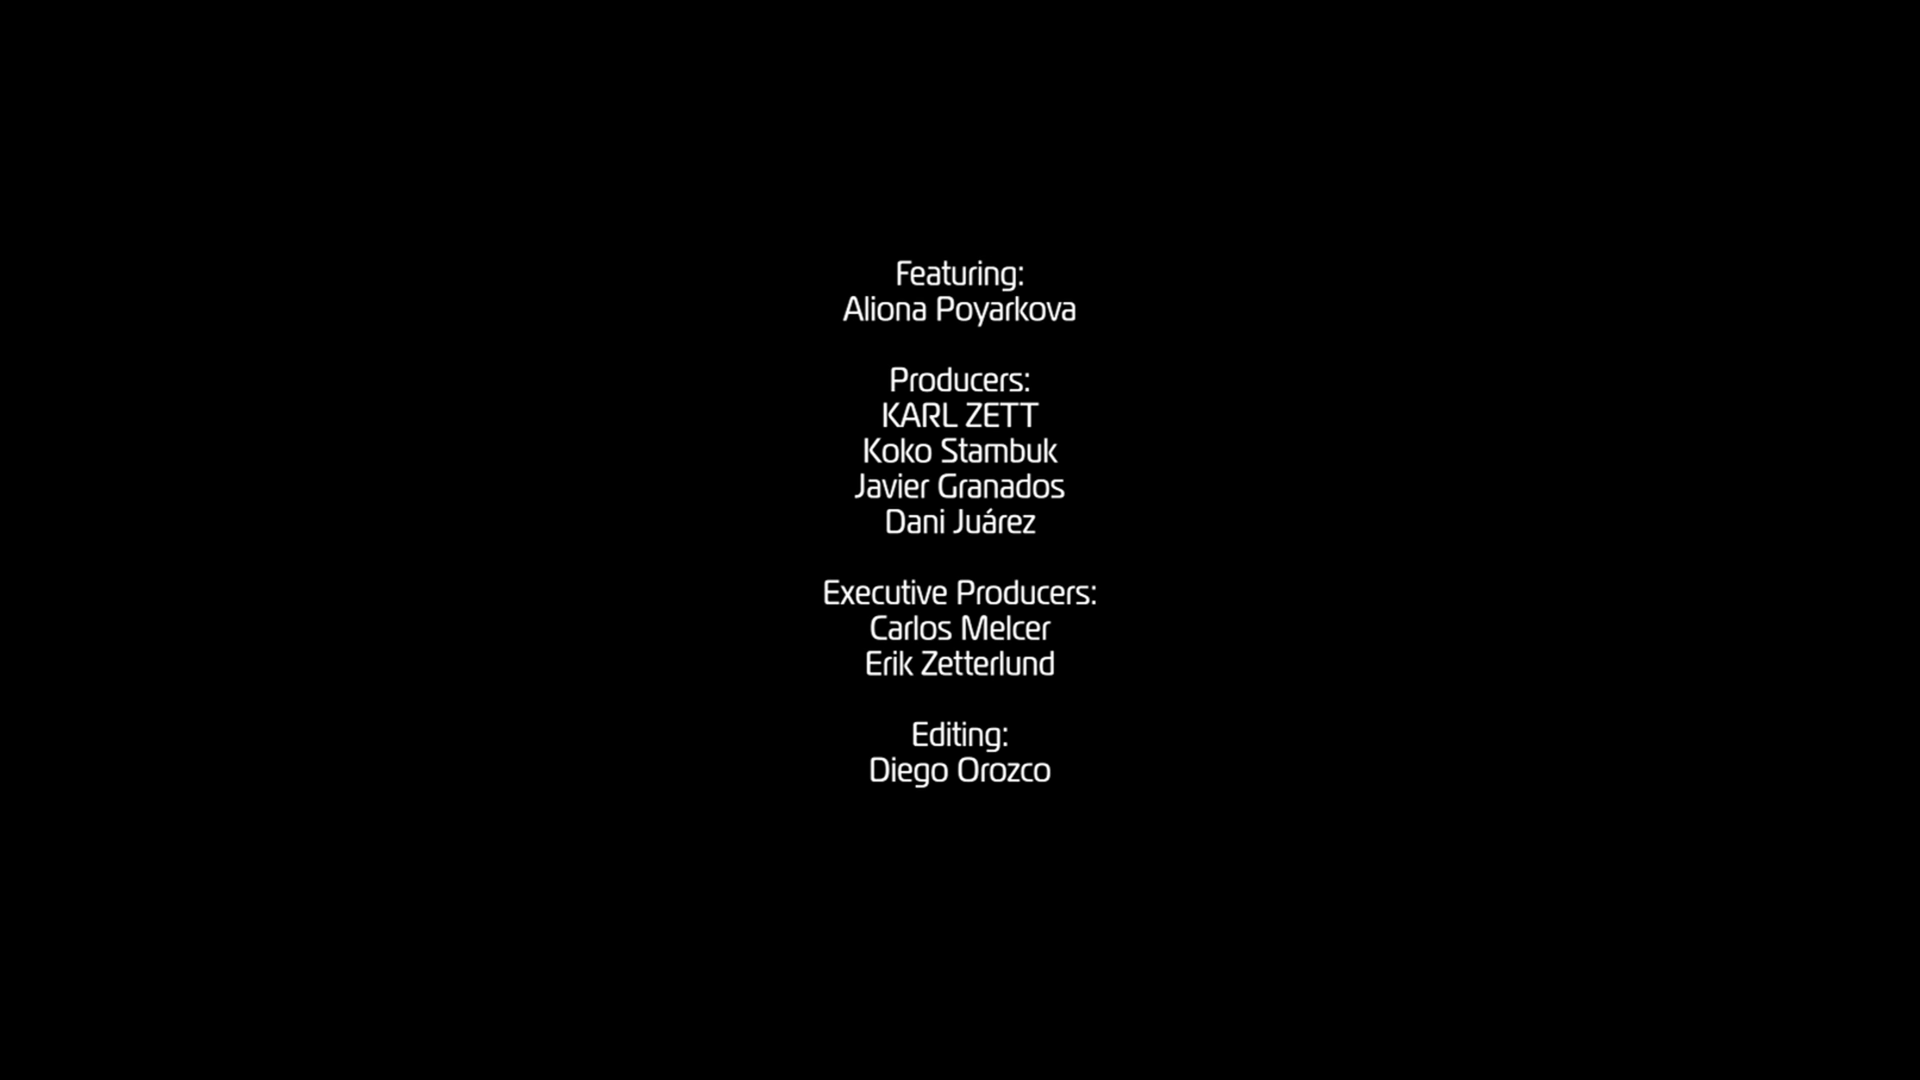 Featuring:
Aliona Poyarkova
Producers:
KARL ZETT
Koko Stambuk
Javier Granados
Dani Juárez
Executive Producers:
Carlos Melcer
Erik Zetterlund
Editing:
Diego Orozco